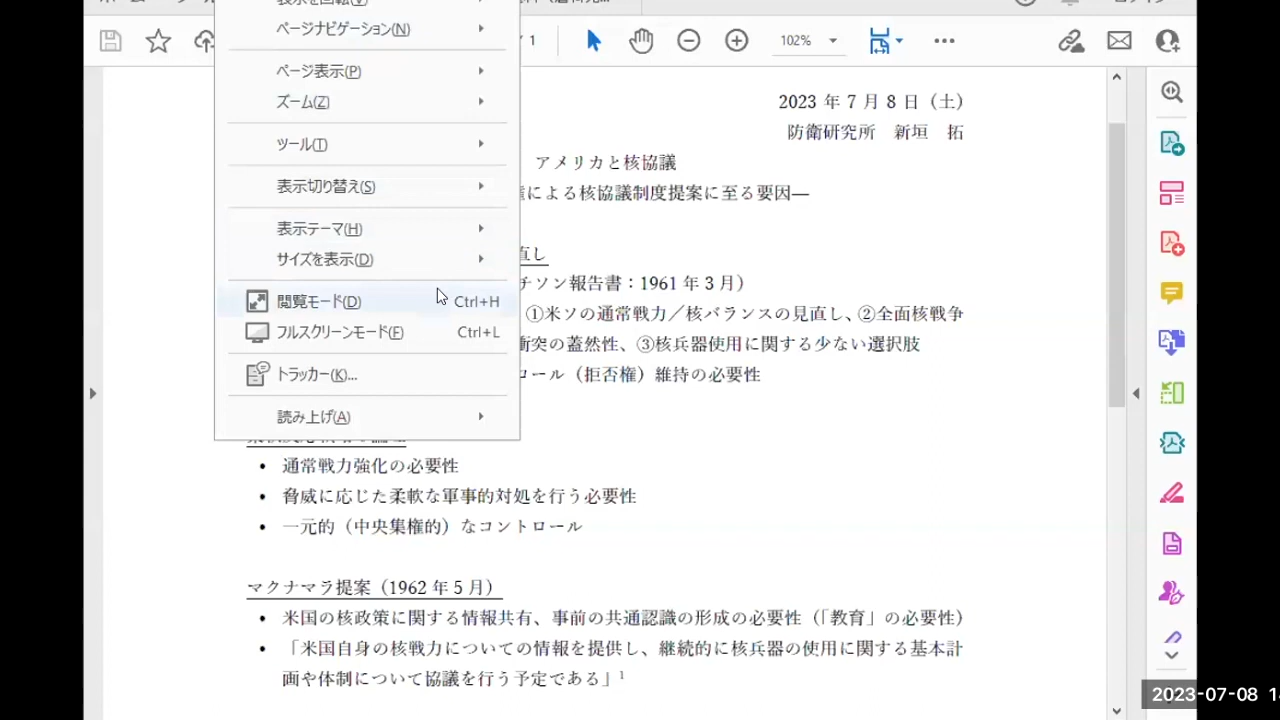 ページナビゲーション(N)
/ 1
102%
ページ表示(P)
ズーム(Z)
ツール(T)
表示切り替え(S)
表示テーマ(H)
サイズを表示(D)
閲覧モード(D) Ctrl+H
フルスクリーンモード(F) Ctrl+L
トラッカー(K)...
読み上げ(A)
2023 年 7 月 8 日（土）
防衛研究所　新垣　拓
アメリカと核協議
による核協議制度提案に至る要因―
直し
チソン報告書：1961 年 3 月）
①米ソの通常戦力／核バランスの見直し、②全面核戦争
衝突の蓋然性、③核兵器使用に関する少ない選択肢
ロール（拒否権）維持の必要性
• 通常戦力強化の必要性
• 脅威に応じた柔軟な軍事的対処を行う必要性
• 一元的（中央集権的）なコントロール
マクナマラ提案（1962 年 5 月）
• 米国の核政策に関する情報共有、事前の共通認識の形成の必要性（「教育」の必要性）
• 「米国自身の核戦力についての情報を提供し、継続的に核兵器の使用に関する基本計
画や体制について協議を行う予定である」1
2023-07-08 1